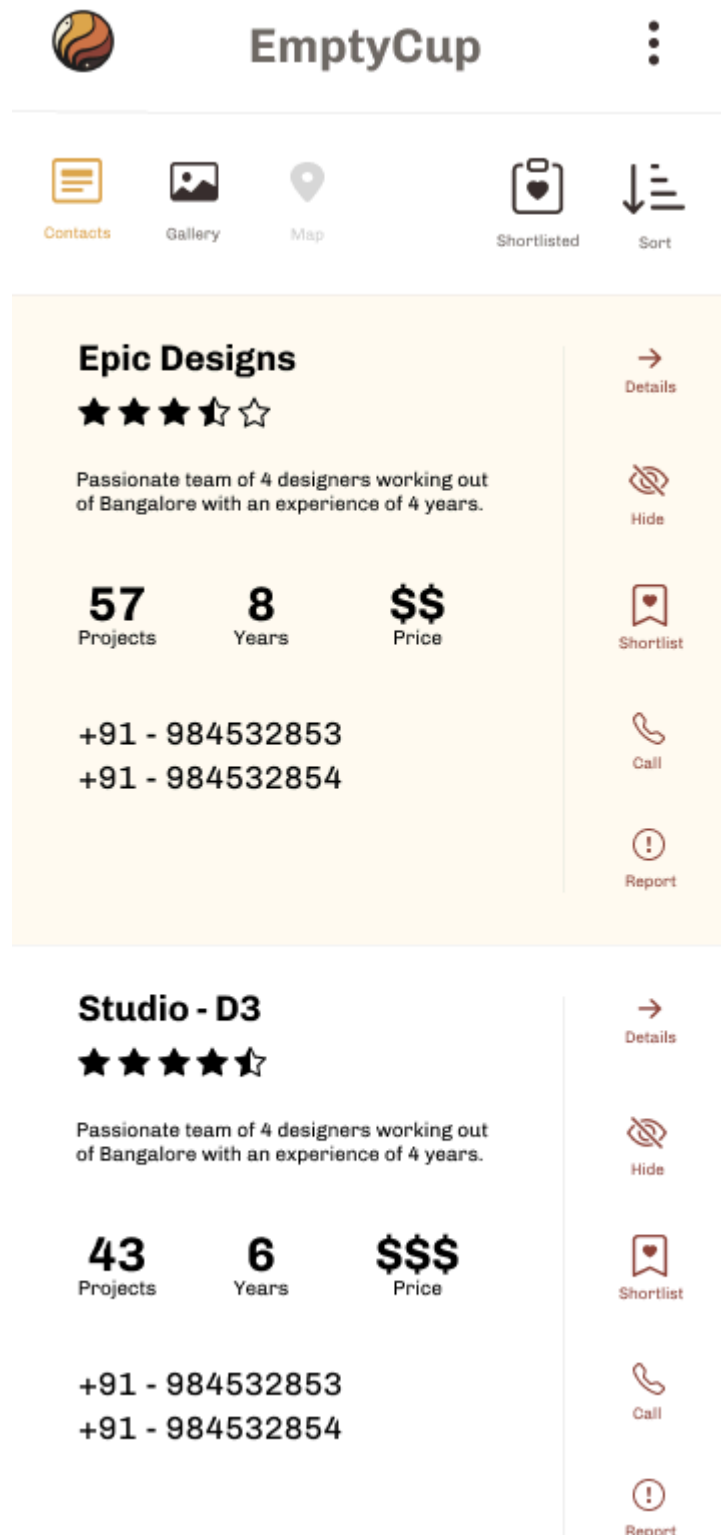 EmptyCup
Contacts Gallery Map Shortlisted Sort
Epic Designs
Passionate team of 4 designers working out
of Bangalore with an experience of 4 years.
57 8 $$
Projects Years Price
+91 - 984532853
+91 - 984532854
Details
Hide
Shortlist
Call
Report
Studio - D3
Passionate team of 4 designers working out
of Bangalore with an experience of 4 years.
43 6 $$$
Projects Years Price
+91 - 984532853
+91 - 984532854
Details
Hide
Shortlist
Call
Report